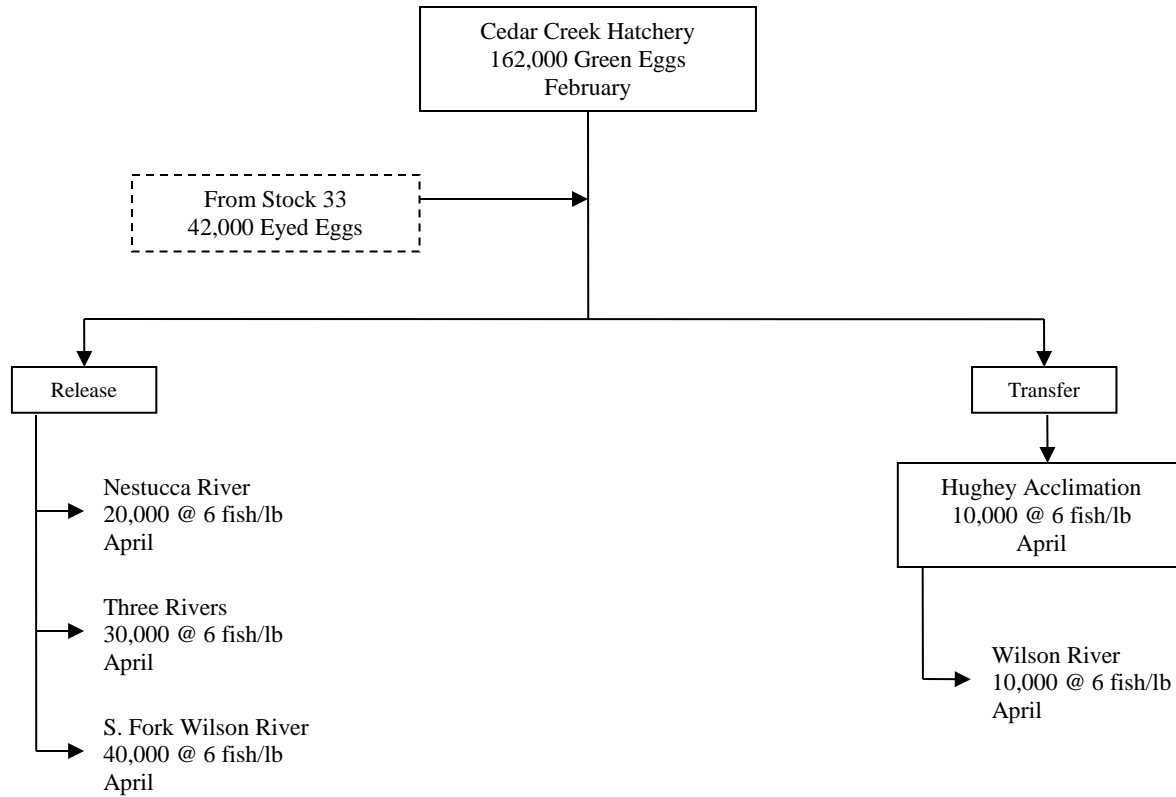 Cedar Creek Hatchery
162,000 Green Eggs
February
From Stock 33
42,000 Eyed Eggs
Release
Transfer
Nestucca River
20,000 @ 6 fish/lb
April
Three Rivers
30,000 @ 6 fish/lb
April
S. Fork Wilson River
40,000 @ 6 fish/lb
April
Hughey Acclimation
10,000 @ 6 fish/lb
April
Wilson River
10,000 @ 6 fish/lb
April